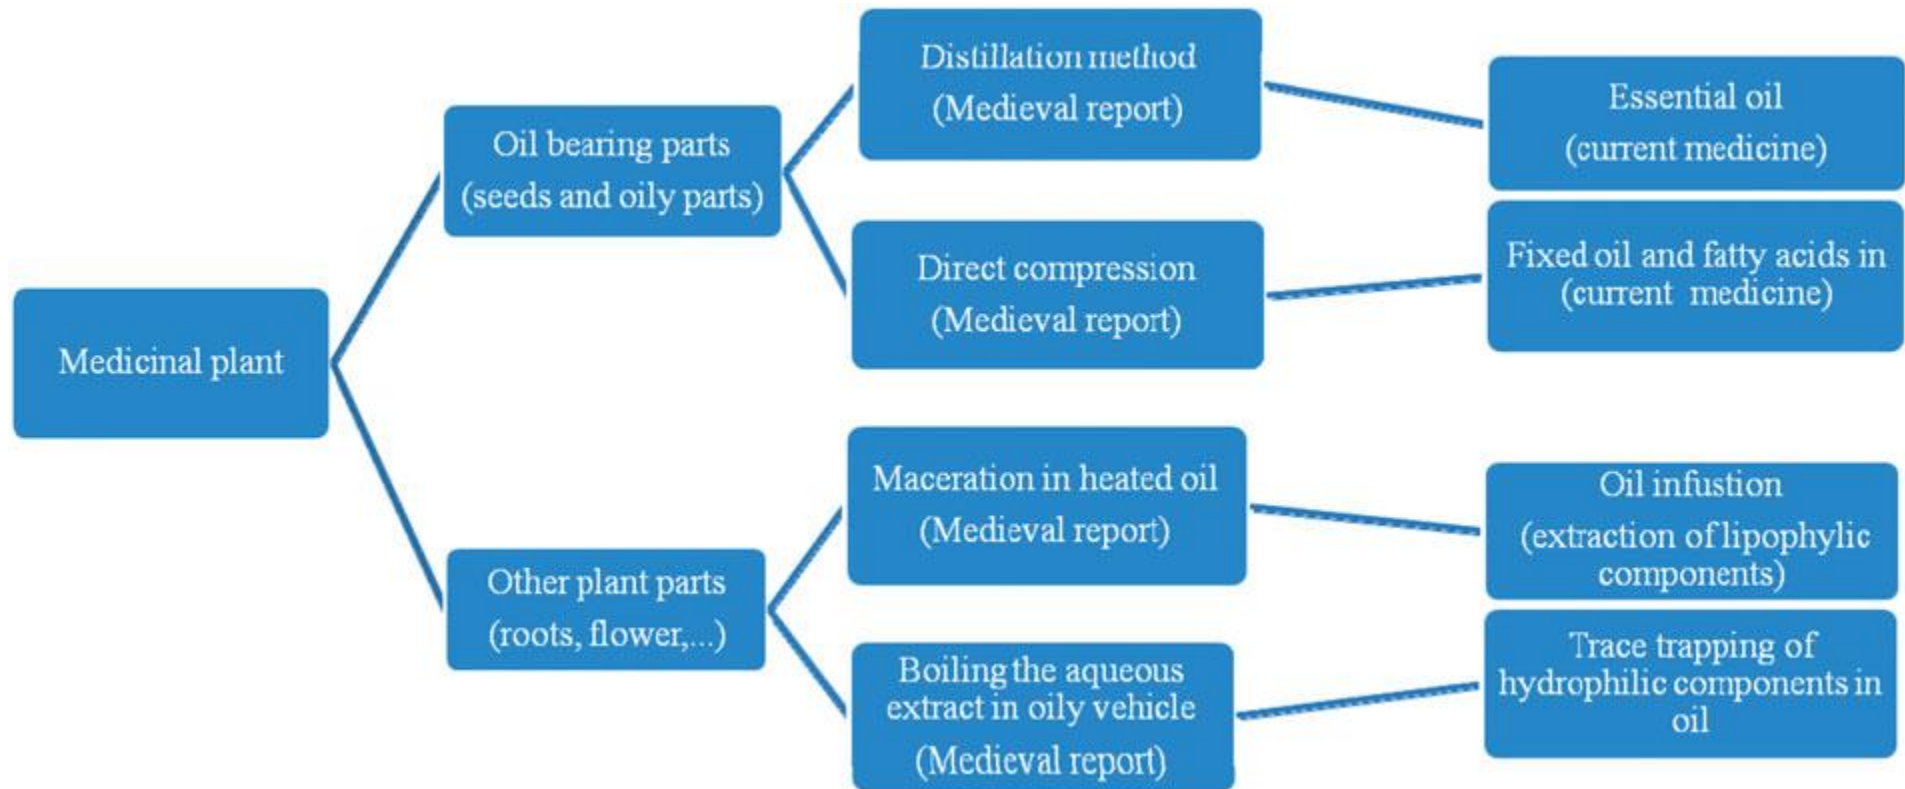 Medicinal plant
Oil bearing parts
(seeds and oily parts)
Other plant parts
(roots, flower,...)
Distillation method
(Medieval report)
Direct compression
(Medieval report)
Maceration in heated oil
(Medieval report)
Boiling the aqueous
extract in oily vehicle
(Medieval report)
Essential oil
(current medicine)
Fixed oil and fatty acids in
(current medicine)
Oil infustion
(extraction of lipophylic
components)
Trace trapping of
hydrophilic components in
oil